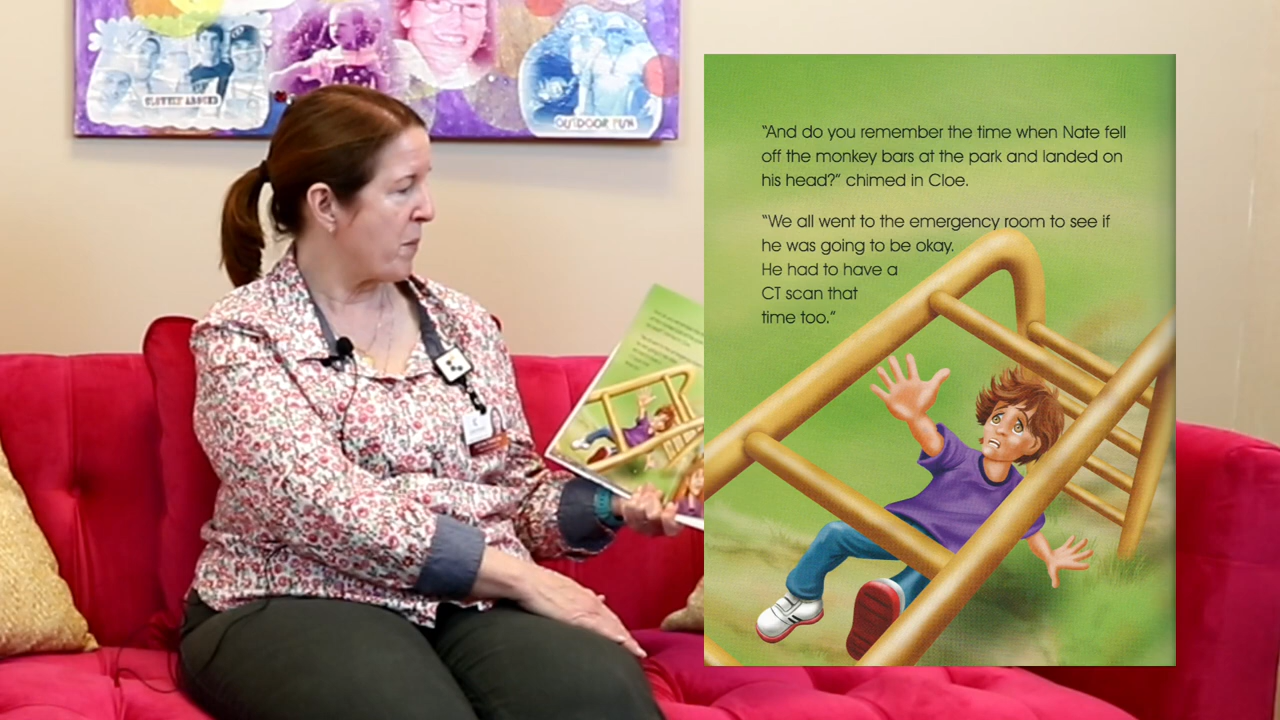 CLOWNIN' AROUND
OUTDOOR FUN
"And do you remember the time when Nate fell
off the monkey bars at the park and landed on
his head?" chimed in Cloe.
"We all went to the emergency room to see if
he was going to be okay.
He had to have a
CT scan that
time too."